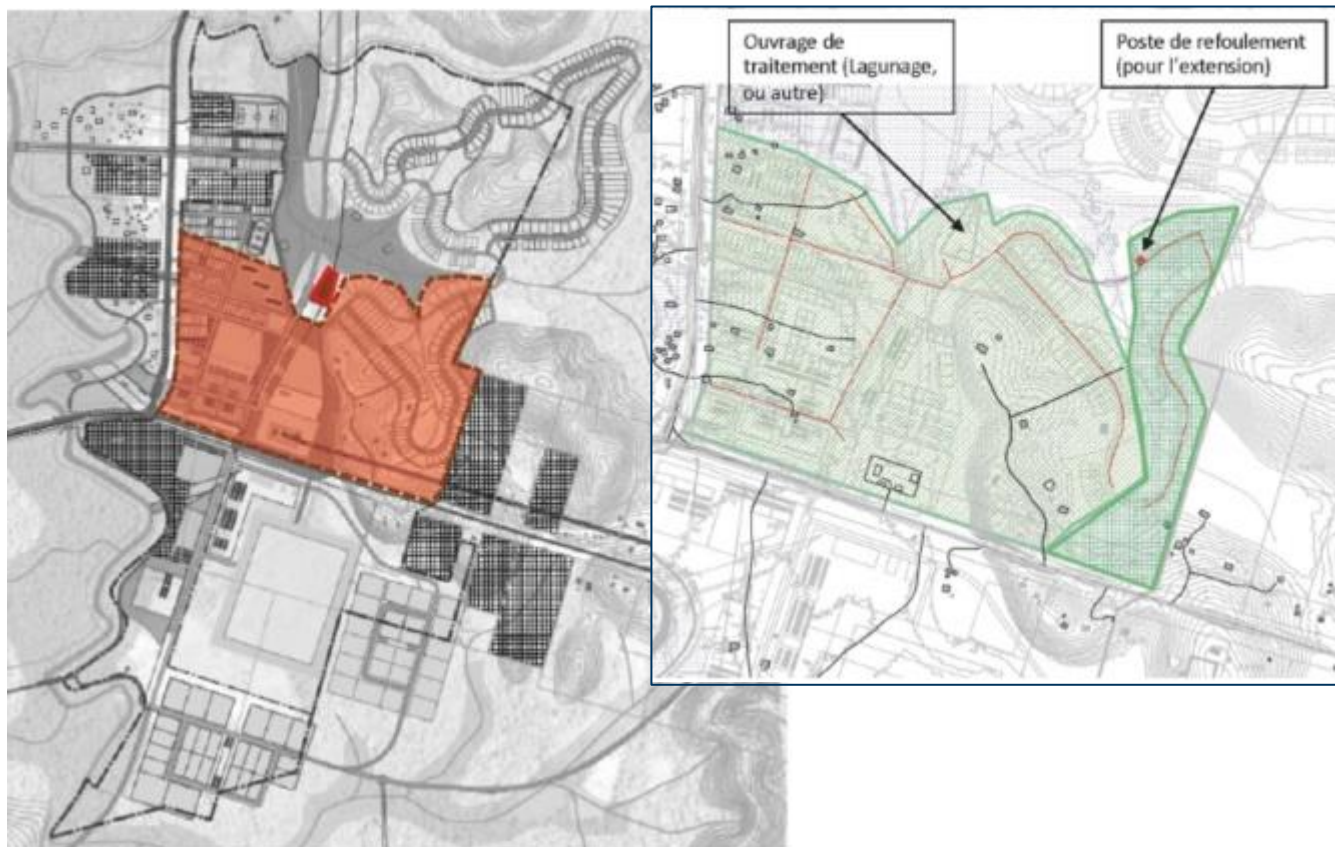 Ouvrage de
traitement (Lagunage,
ou autre)
Poste de refoulement
(pour l'extension)